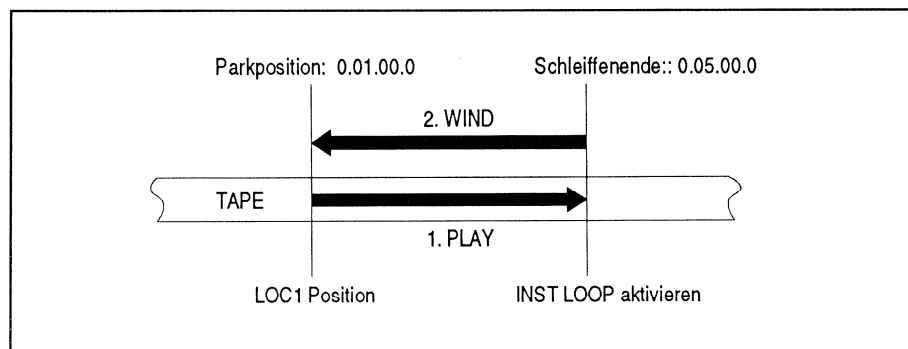 Parkposition: 0.01.00.0
Schleiffenende:: 0.05.00.0
2. WIND
TAPE
1. PLAY
LOC1 Position
INST LOOP aktivieren